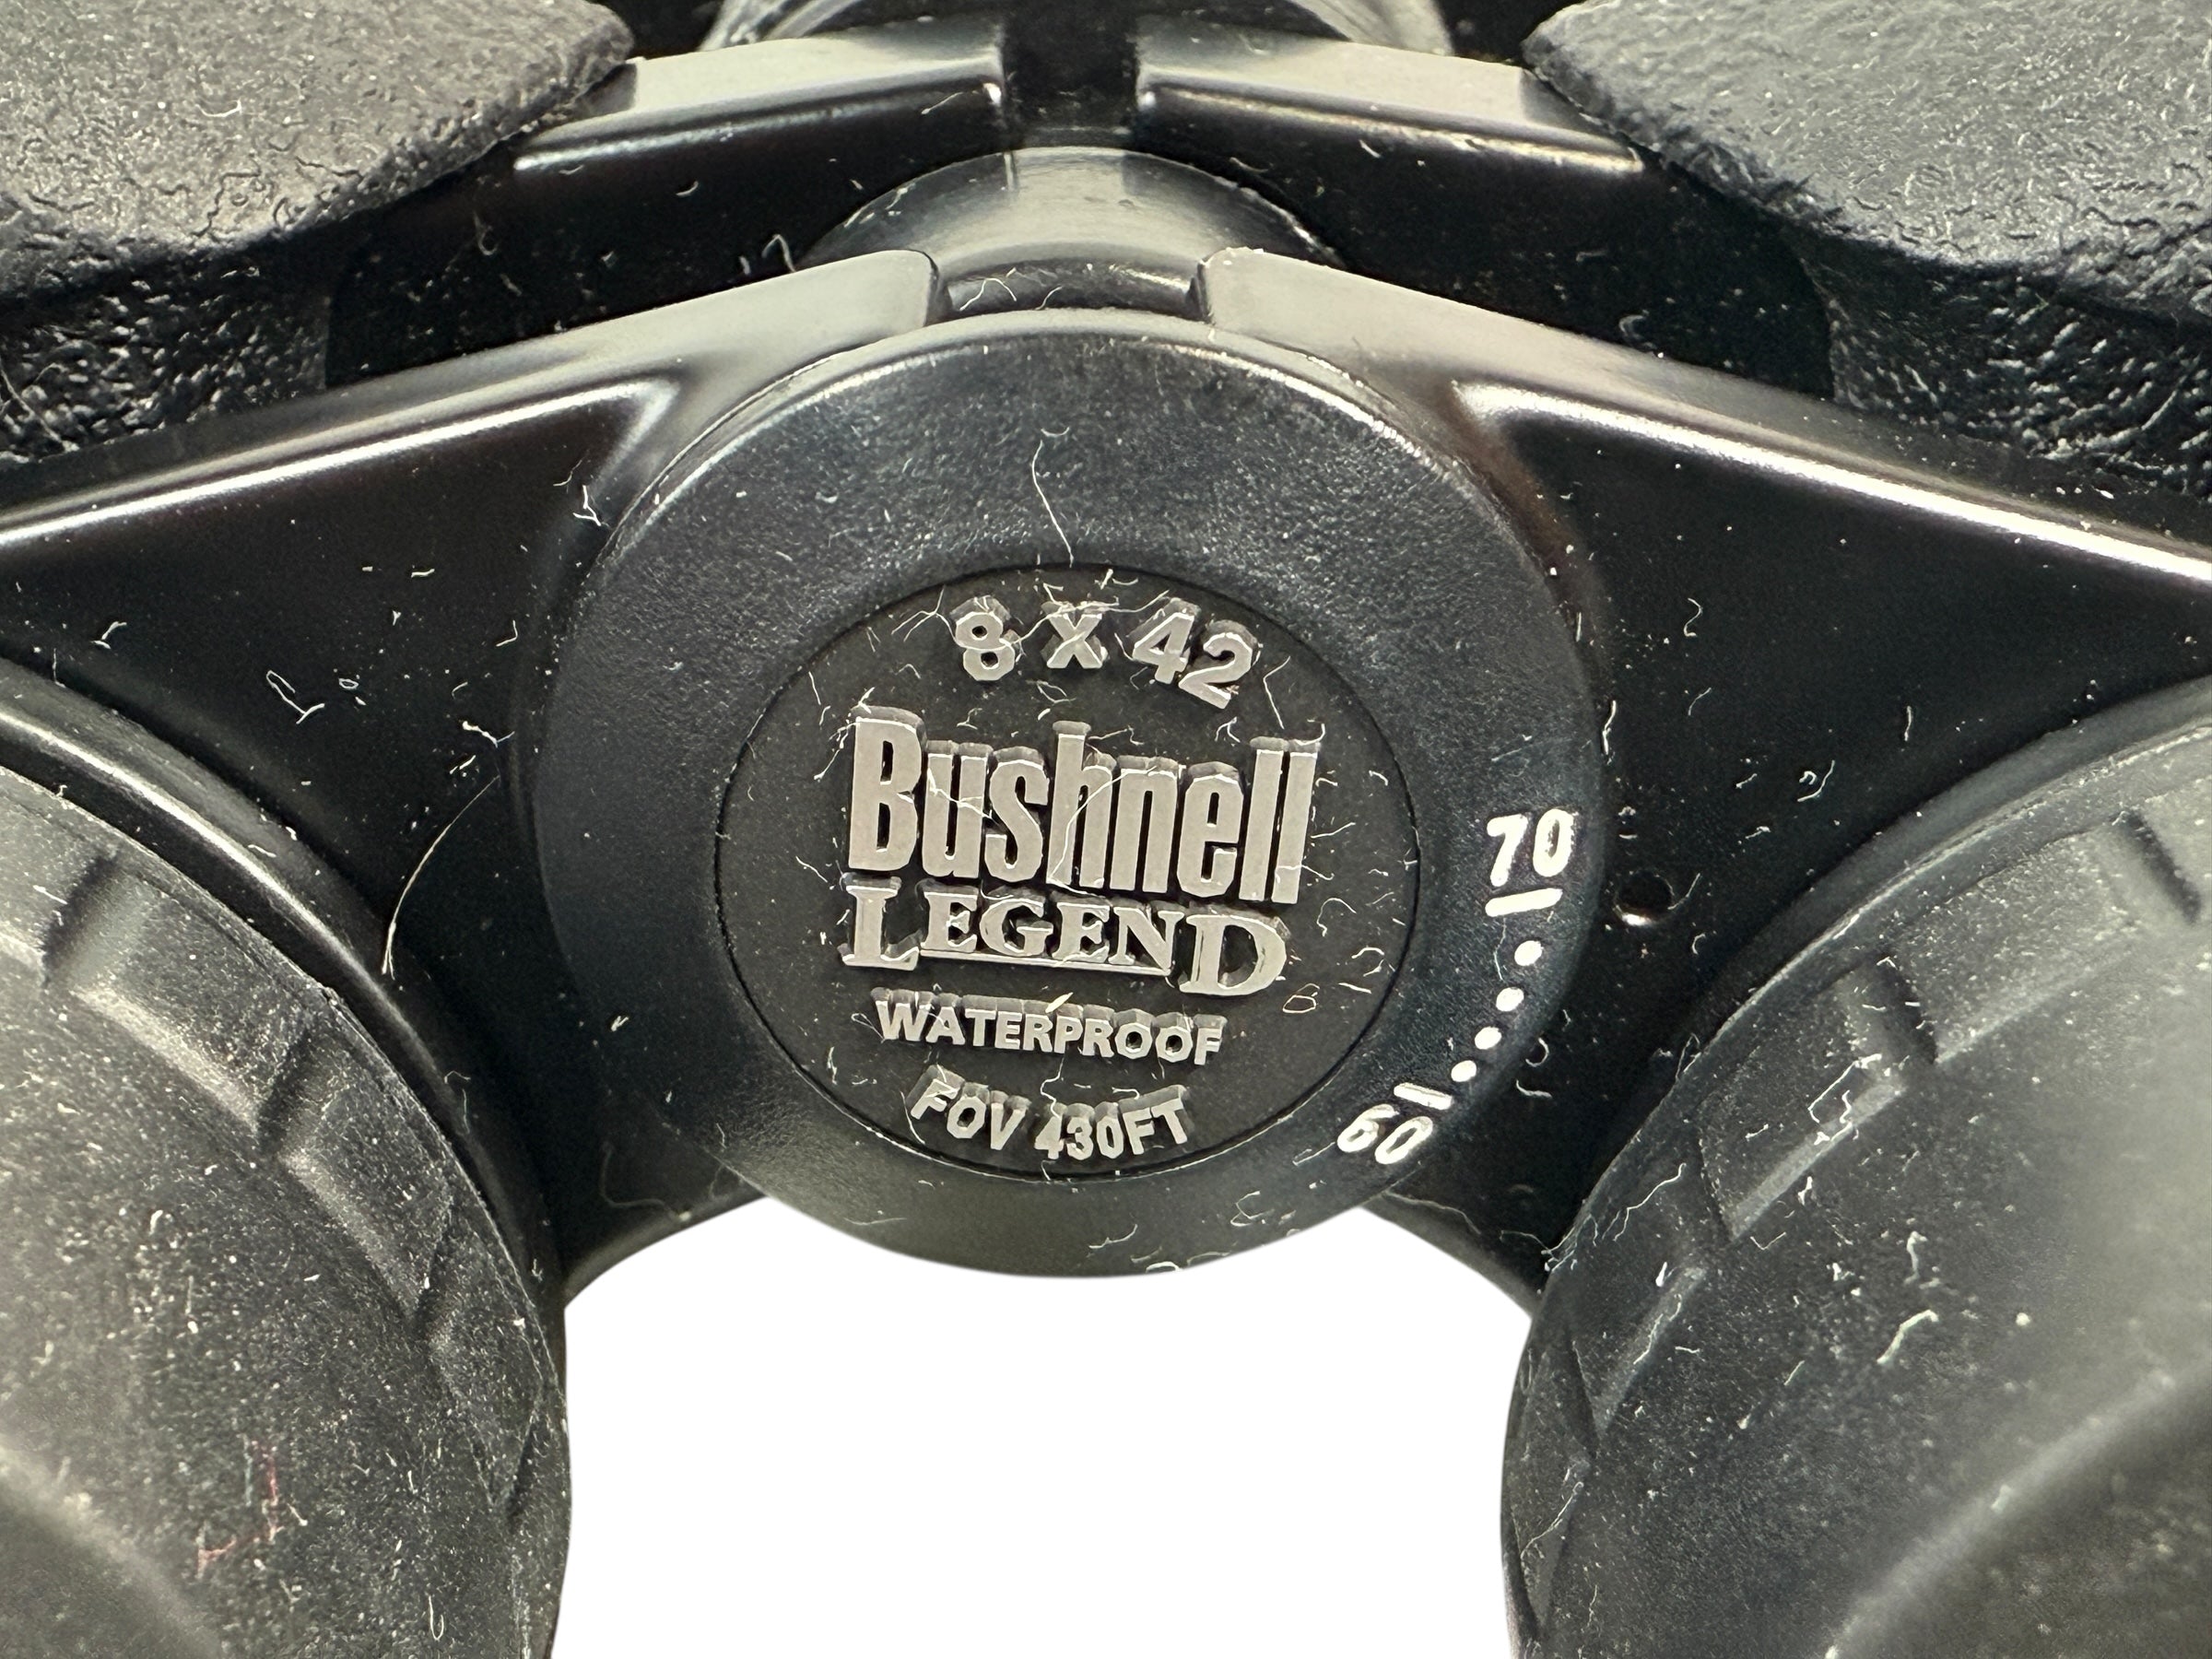 8 X 42
Bushnell
LEGEND
WATERPROOF
FOV 430FT
70
60